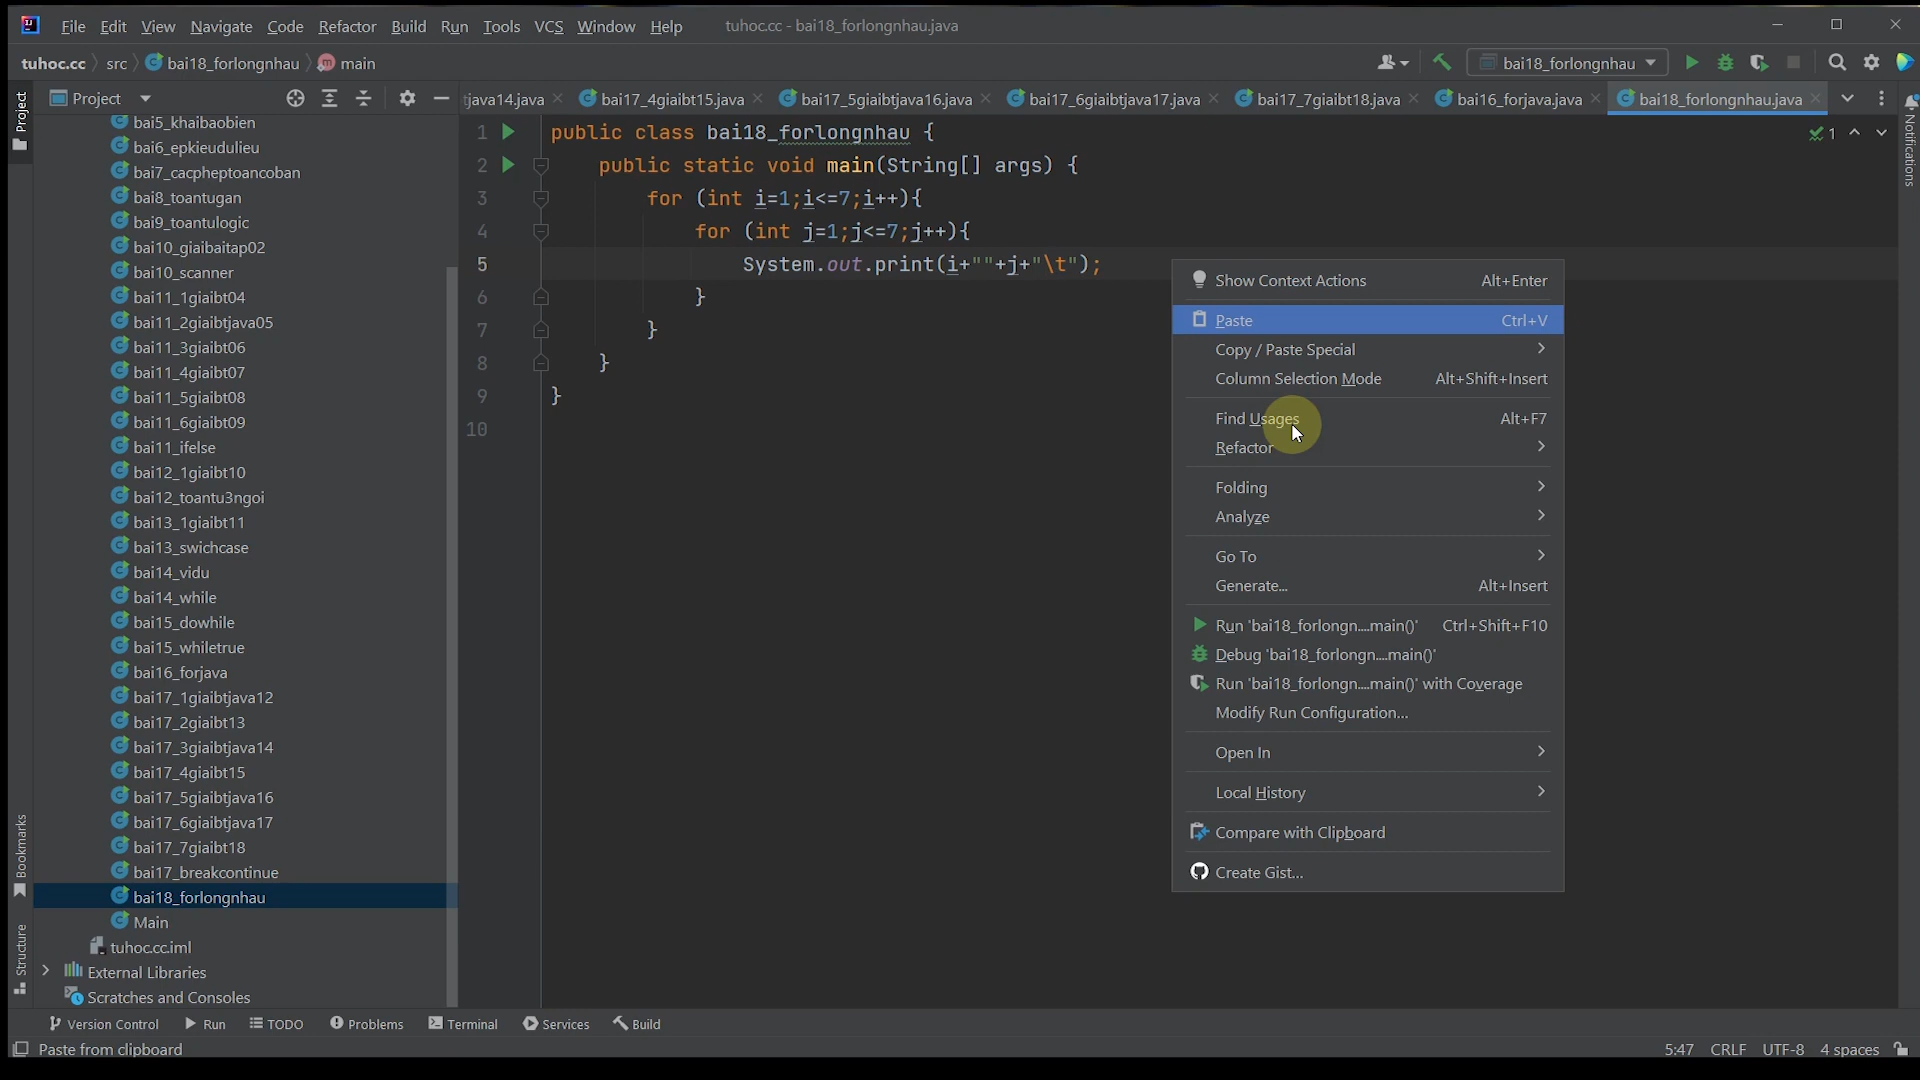 File Edit View Navigate Code Refactor Build Run Tools VCS Window Help tuhoc.cc - bai18_forlongnhau.java
tuhoc.cc src bai18_forlongnhau main bai18_forlongnhau
Project tjava14.java bai17_4giaibt15.java bai17_5giaibtjava16.java bai17_6giaibtjava17.java bai17_7giaibt18.java bai16_forjava.java bai18_forlongnhau.java
Project
Notifications
bai5_khaibaobien
bai6_epkieudulieu
bai7_cacpheptoancoban
bai8_toantugan
bai9_toantulogic
bai10_giaibaitap02
bai10_scanner
bai11_1giaibt04
bai11_2giaibtjava05
bai11_3giaibt06
bai11_4giaibt07
bai11_5giaibt08
bai11_6giaibt09
bai11_ifelse
bai12_1giaibt10
bai12_toantu3ngoi
bai13_1giaibt11
bai13_swichcase
bai14_vidu
bai14_while
bai15_dowhile
bai15_whiletrue
bai16_forjava
bai17_1giaibtjava12
bai17_2giaibt13
bai17_3giaibtjava14
bai17_4giaibt15
bai17_5giaibtjava16
bai17_6giaibtjava17
bai17_7giaibt18
bai17_breakcontinue
bai18_forlongnhau
Main
tuhoc.cc.iml
External Libraries
Scratches and Consoles
Bookmarks
Structure
1 public class bai18_forlongnhau {
2 public static void main(String[] args) {
3 for (int i=1;i<=7;i++){
4 for (int j=1;j<=7;j++){
5 System.out.print(i+""+j+"\t");
6 }
7 }
8 }
9 }
10
1
Show Context Actions Alt+Enter
Paste Ctrl+V
Copy / Paste Special
Column Selection Mode Alt+Shift+Insert
Find Usages Alt+F7
Refactor
Folding
Analyze
Go To
Generate... Alt+Insert
Run 'bai18_forlongn....main()' Ctrl+Shift+F10
Debug 'bai18_forlongn....main()'
Run 'bai18_forlongn....main()' with Coverage
Modify Run Configuration...
Open In
Local History
Compare with Clipboard
Create Gist...
Version Control Run TODO Problems Terminal Services Build
Paste from clipboard 5:47 CRLF UTF-8 4 spaces